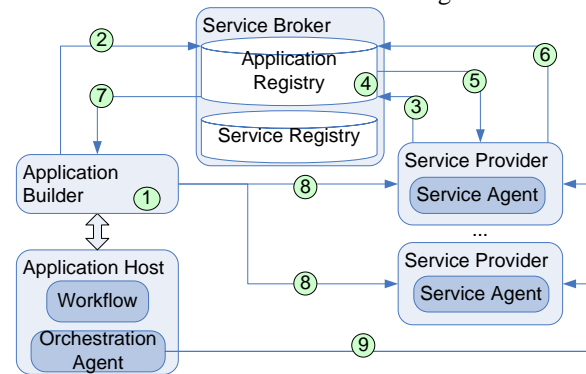 Service Broker
Application
Registry
Service Registry
2
4
5
6
7
3
Application
Builder
1
8
Service Provider
Service Agent
...
Application Host
Workflow
Orchestration
Agent
8
Service Provider
Service Agent
9